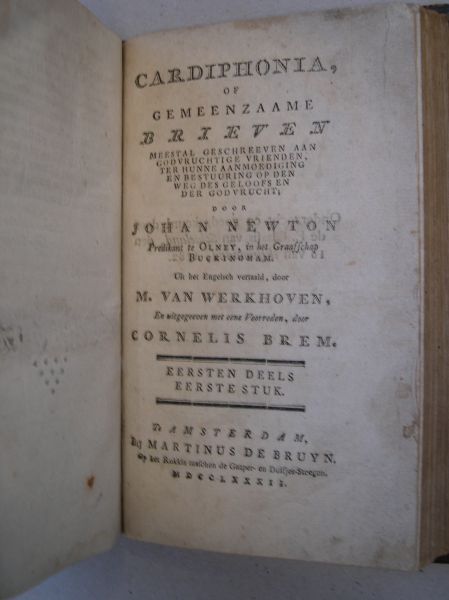 CARDIPHONIA,
OF
GEMEENZAAME
BRIEVEN
MEESTAL GESCHREEVEN AAN
GODVRUCHTIGE VRIENDEN,
TER HUNNE AANMOEDIGING
EN BESTUURING OP DEN
WEG DES GELOOFS EN
DER GODVRUCHT;
DOOR
JOHAN NEWTON
Predikant te OLNEY, in het Graafschap
BUCKINGHAM.
Uit het Engelsch vertaald, door
M. VAN WERKHOVEN,
En uitgegeeven met eene Voorreden, door
CORNELIS BREM.
EERSTEN DEELS
EERSTE STUK.
Te AMSTERDAM,
Bij MARTINUS DE BRUYN.
Op het Rokkin tusschen de Gaaper- en Duifjes-Steegen.
MDCCLXXXII.